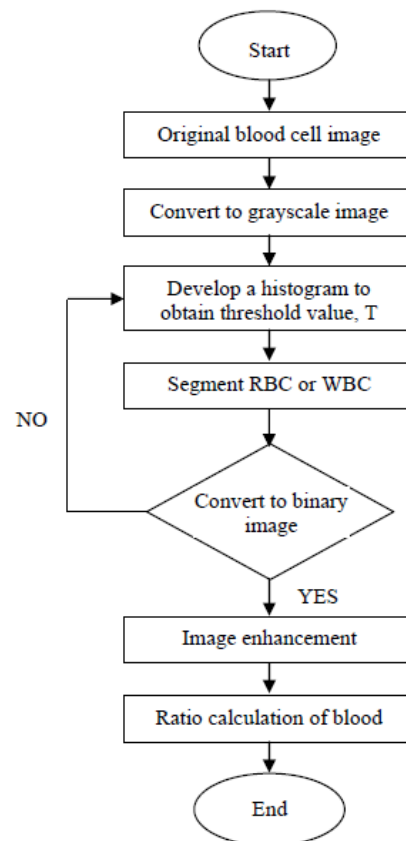 Start
Original blood cell image
Convert to grayscale image
Develop a histogram to
obtain threshold value, T
Segment RBC or WBC
NO
Convert to binary
image
YES
Image enhancement
Ratio calculation of blood
End